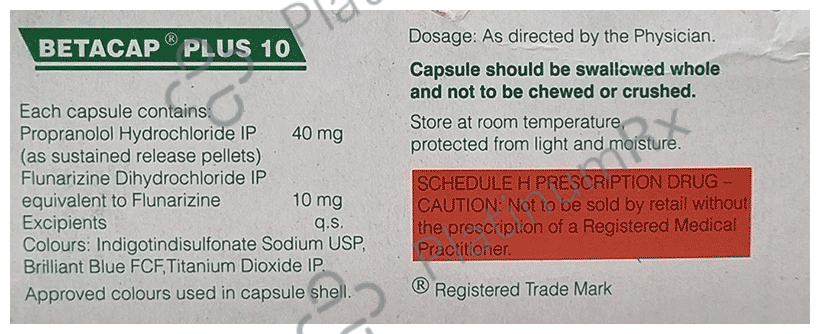 BETACAP ® PLUS 10
Each capsule contains:
Propranolol Hydrochloride IP 40 mg
(as sustained release pellets)
Flunarizine Dihydrochloride IP
equivalent to Flunarizine 10 mg
Excipients q.s.
Colours: Indigotindisulfonate Sodium USP,
Brilliant Blue FCF,Titanium Dioxide IP.
Approved colours used in capsule shell.
Dosage: As directed by the Physician.
Capsule should be swallowed whole
and not to be chewed or crushed.
Store at room temperature,
protected from light and moisture.
SCHEDULE H PRESCRIPTION DRUG –
CAUTION: Not to be sold by retail without
the prescription of a Registered Medical
Practitioner.
® Registered Trade Mark
PlatinumRx